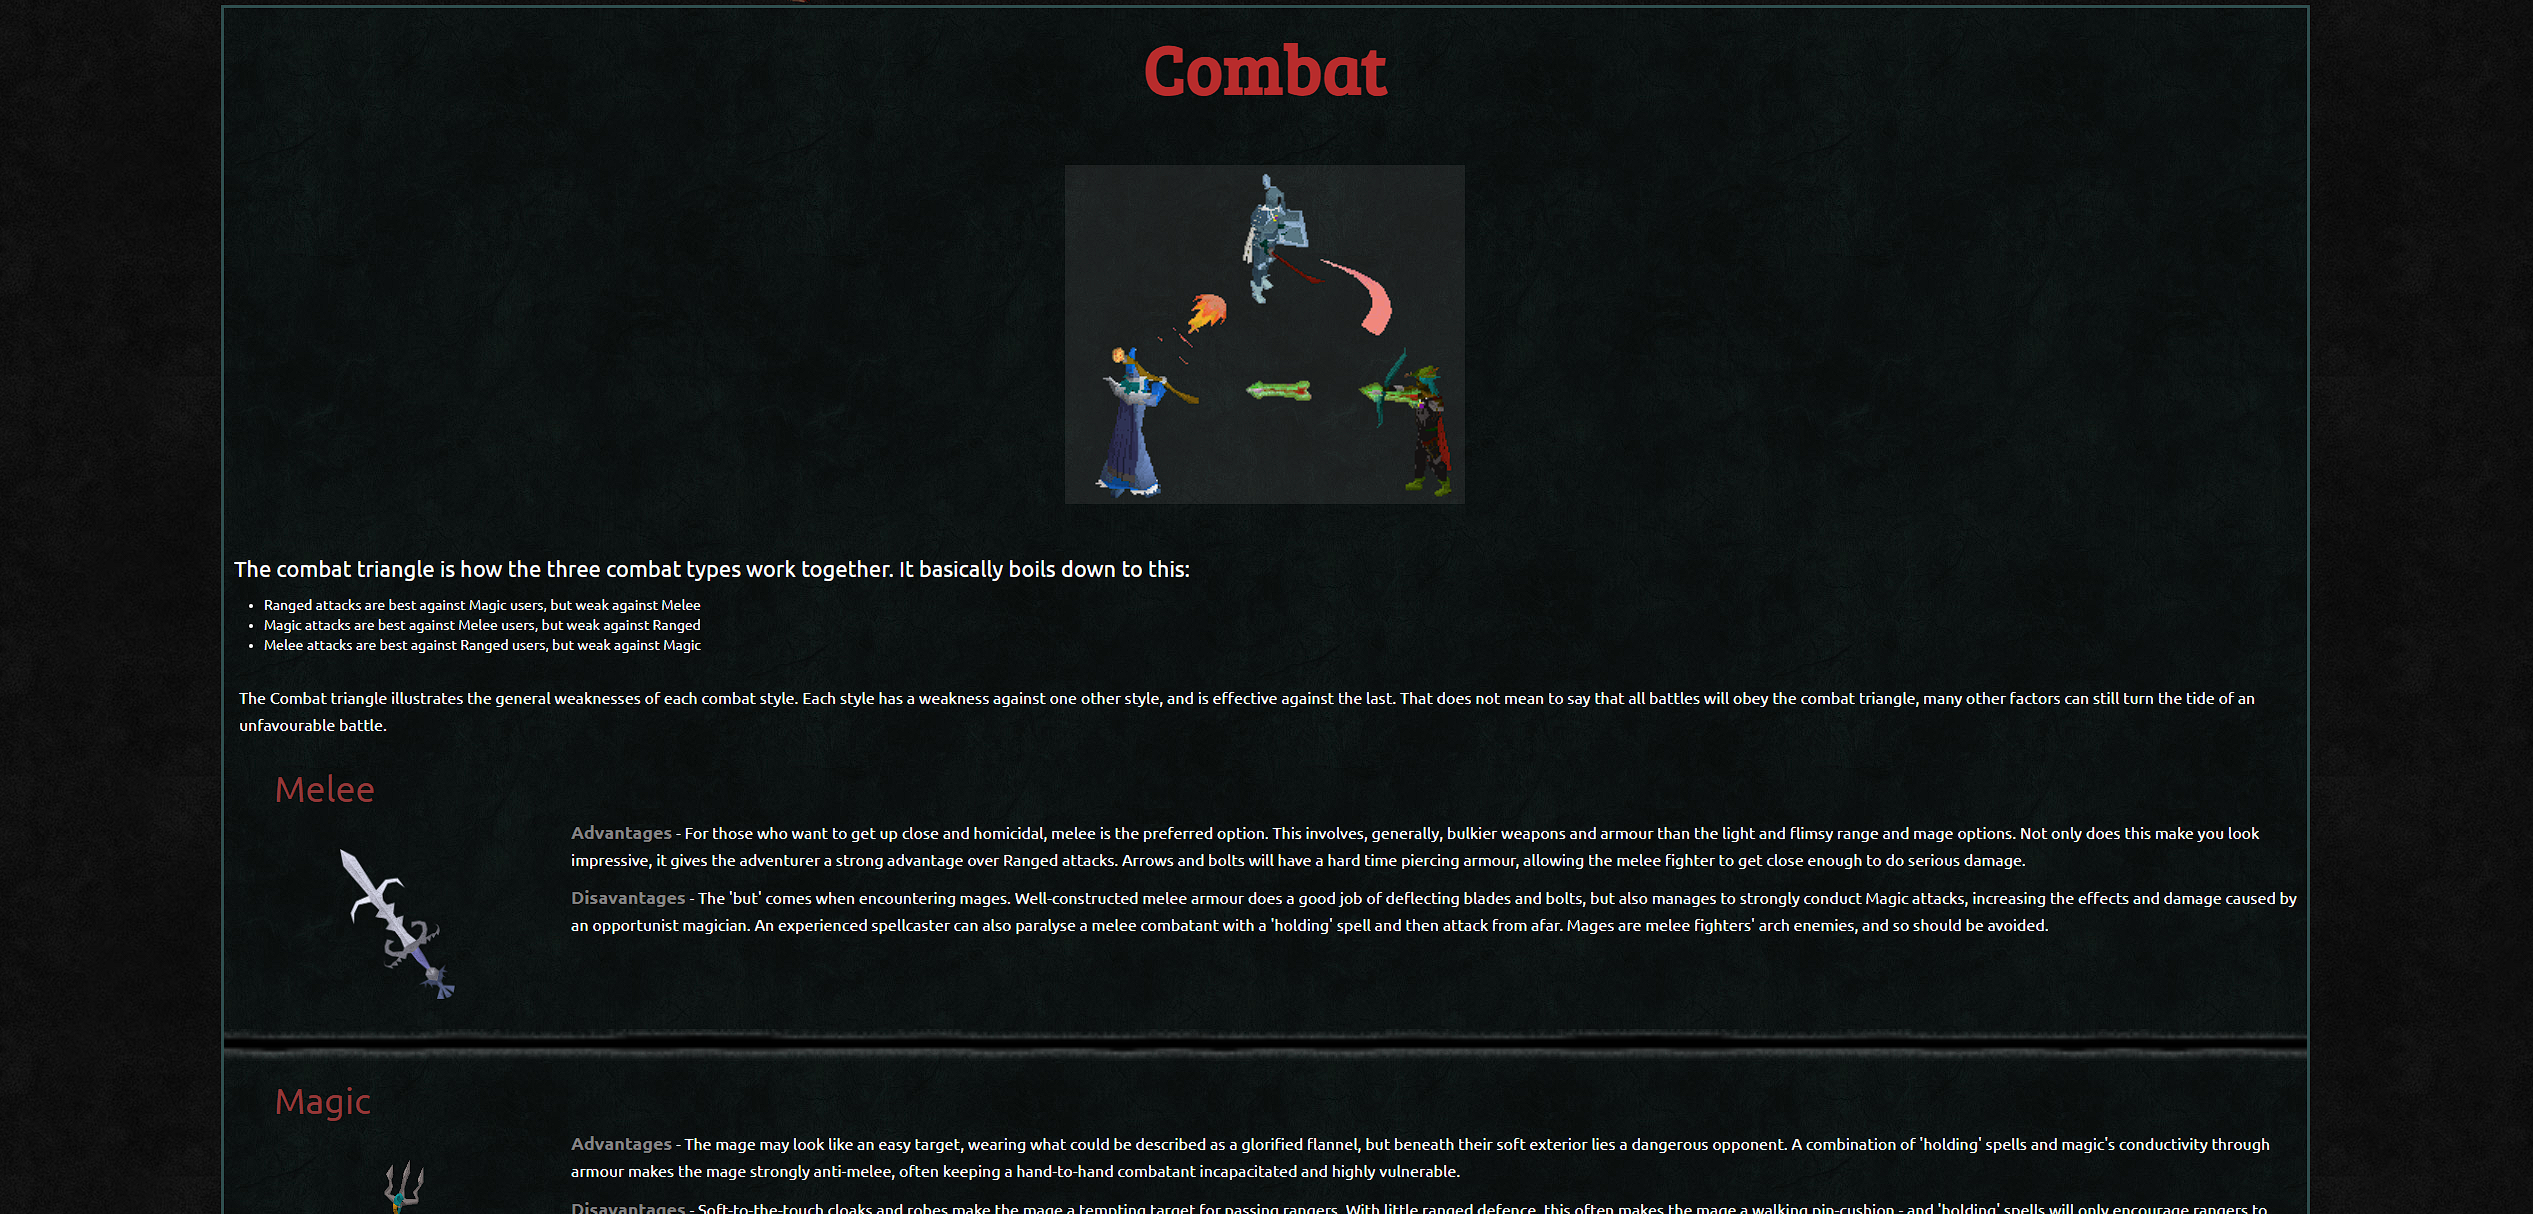 Combat
The combat triangle is how the three combat types work together. It basically boils down to this:
• Ranged attacks are best against Magic users, but weak against Melee
• Magic attacks are best against Melee users, but weak against Ranged
• Melee attacks are best against Ranged users, but weak against Magic
The Combat triangle illustrates the general weaknesses of each combat style. Each style has a weakness against one other style, and is effective against the last. That does not mean to say that all battles will obey the combat triangle, many other factors can still turn the tide of an
unfavourable battle.
Melee
Advantages - For those who want to get up close and homicidal, melee is the preferred option. This involves, generally, bulkier weapons and armour than the light and flimsy range and mage options. Not only does this make you look
impressive, it gives the adventurer a strong advantage over Ranged attacks. Arrows and bolts will have a hard time piercing armour, allowing the melee fighter to get close enough to do serious damage.
Disavantages - The 'but' comes when encountering mages. Well-constructed melee armour does a good job of deflecting blades and bolts, but also manages to strongly conduct Magic attacks, increasing the effects and damage caused by
an opportunist magician. An experienced spellcaster can also paralyse a melee combatant with a 'holding' spell and then attack from afar. Mages are melee fighters' arch enemies, and so should be avoided.
Magic
Advantages - The mage may look like an easy target, wearing what could be described as a glorified flannel, but beneath their soft exterior lies a dangerous opponent. A combination of 'holding' spells and magic's conductivity through
armour makes the mage strongly anti-melee, often keeping a hand-to-hand combatant incapacitated and highly vulnerable.
Disavantages - Soft-to-the-touch cloaks and robes make the mage a tempting target for passing rangers. With little ranged defence, this often makes the mage a walking pin-cushion - and 'holding' spells will only encourage rangers to